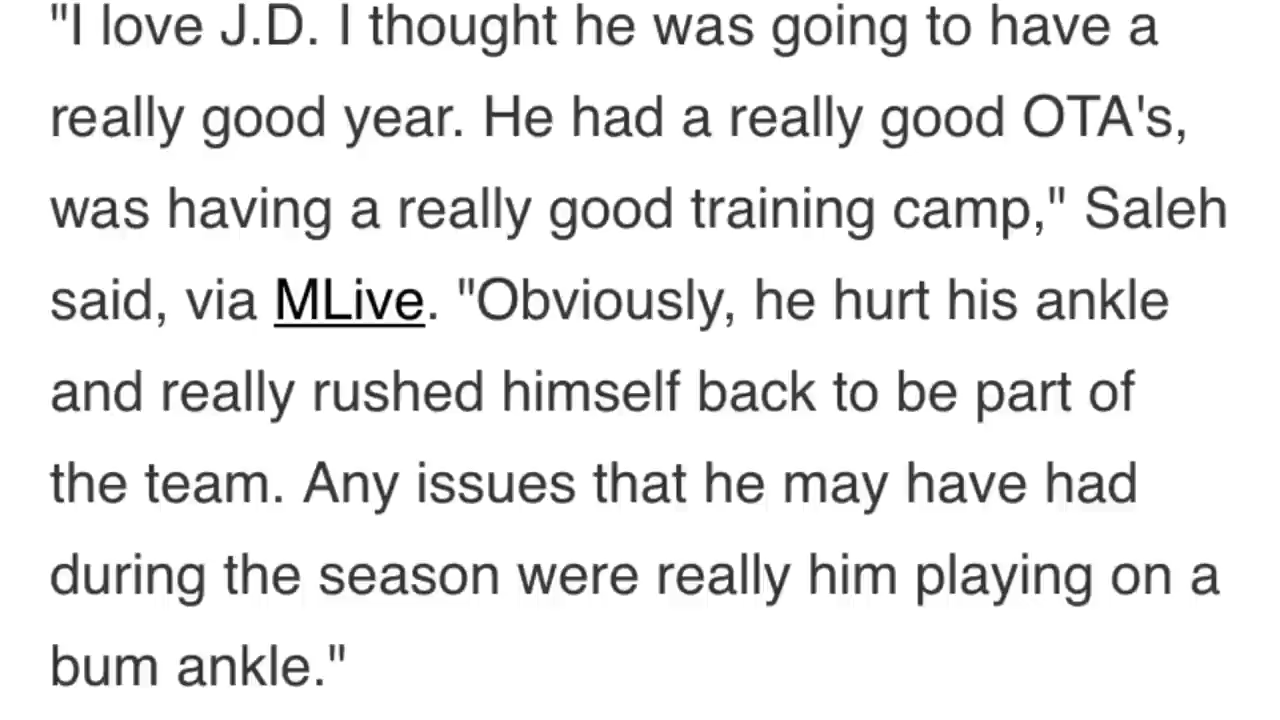 "I love J.D. I thought he was going to have a
really good year. He had a really good OTA's,
was having a really good training camp," Saleh
said, via MLive. "Obviously, he hurt his ankle
and really rushed himself back to be part of
the team. Any issues that he may have had
during the season were really him playing on a
bum ankle."